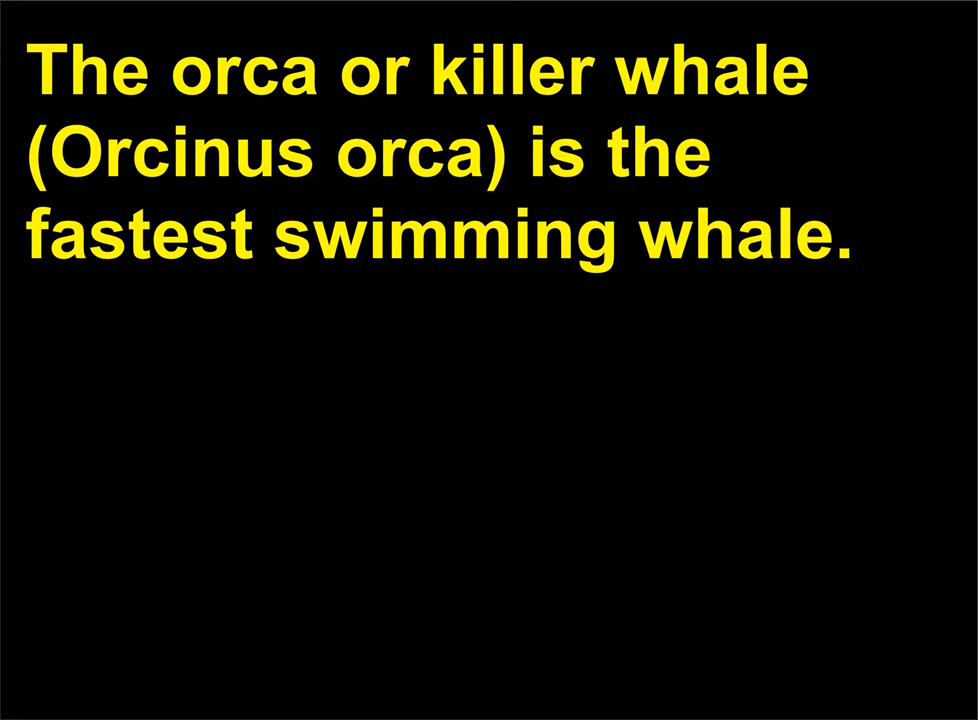 The orca or killer whale
(Orcinus orca) is the
fastest swimming whale.